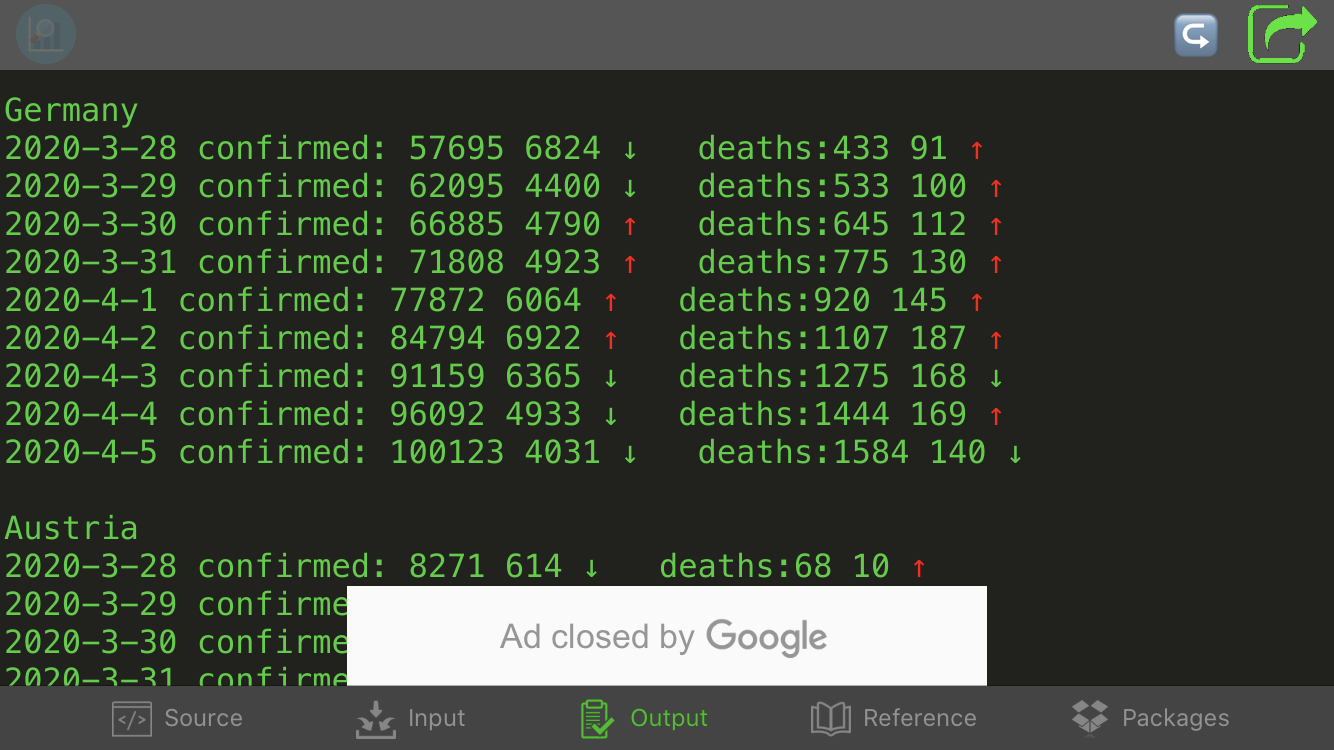 Germany
2020-3-28 confirmed: 57695 6824 ↓   deaths:433 91 ↑
2020-3-29 confirmed: 62095 4400 ↓   deaths:533 100 ↑
2020-3-30 confirmed: 66885 4790 ↑   deaths:645 112 ↑
2020-3-31 confirmed: 71808 4923 ↑   deaths:775 130 ↑
2020-4-1 confirmed: 77872 6064 ↑   deaths:920 145 ↑
2020-4-2 confirmed: 84794 6922 ↑   deaths:1107 187 ↑
2020-4-3 confirmed: 91159 6365 ↓   deaths:1275 168 ↓
2020-4-4 confirmed: 96092 4933 ↓   deaths:1444 169 ↑
2020-4-5 confirmed: 100123 4031 ↓   deaths:1584 140 ↓
Austria
2020-3-28 confirmed: 8271 614 ↓   deaths:68 10 ↑
2020-3-29 confirme
Ad closed by Google
2020-3-30 confirme
2020-3-31 confirme
</> Source
Input
Output
Reference
Packages